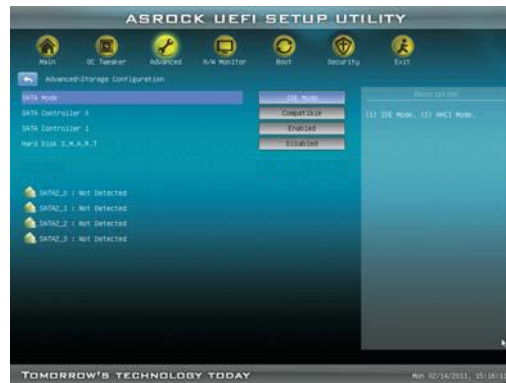 ASROCK UEFI SETUP UTILITY
Main
OC Tweaker
Advanced
H/W Monitor
Boot
Security
Exit
Advanced\Storage Configuration
SATA Mode
IDE Mode
SATA Controller 0
Compatible
SATA Controller 1
Enabled
Hard Disk S.M.A.R.T
Disabled
Description
(1) IDE Mode. (2) AHCI Mode.
SATA2_0 : Not Detected
SATA2_1 : Not Detected
SATA2_2 : Not Detected
SATA2_3 : Not Detected
TOMORROW'S TECHNOLOGY TODAY
Mon 02/14/2011, 15:16:13